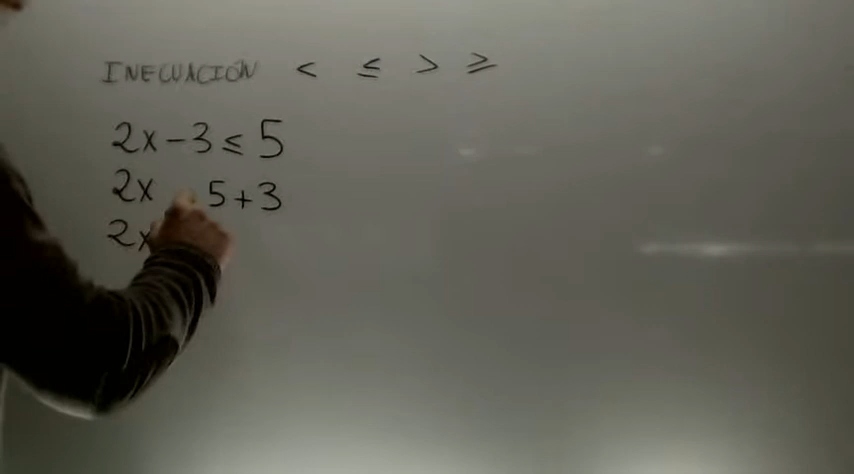 INECUACIÓN < ≤ > ≥
2x - 3 ≤ 5
2x 5 + 3
2x